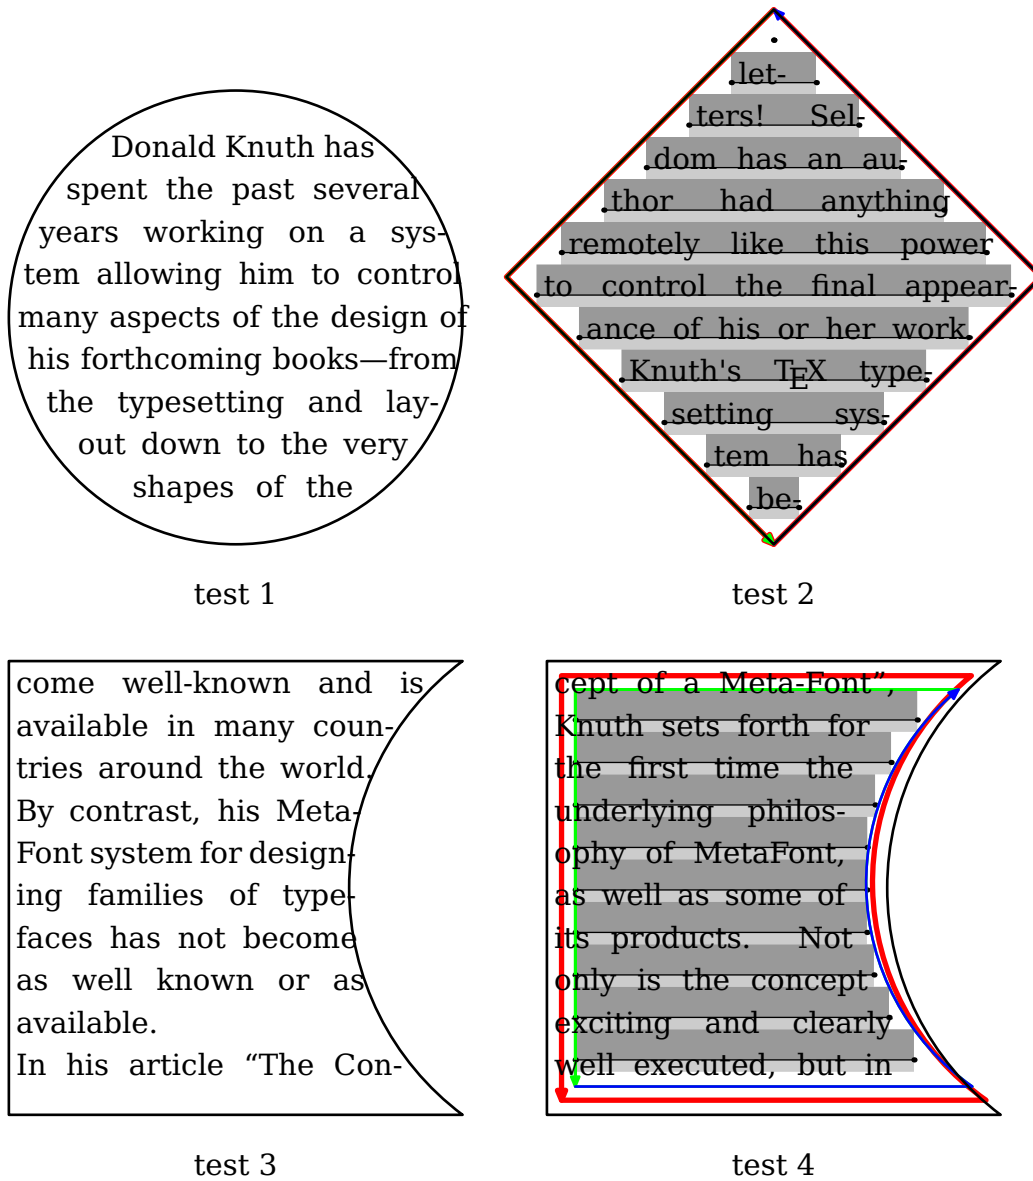 Donald Knuth has
spent the past several
years working on a sys-
tem allowing him to control
many aspects of the design of
his forthcoming books—from
the typesetting and lay-
out down to the very
shapes of the
test 1
let-
ters! Sel-
dom has an au-
thor had anything
remotely like this power
to control the final appear-
ance of his or her work
Knuth's TEX type-
setting sys-
tem has
be-
test 2
come well-known and is
available in many coun-
tries around the world.
By contrast, his Meta-
Font system for design-
ing families of type-
faces has not become
as well known or as
available.
In his article “The Con-
test 3
cept of a Meta-Font”,
Knuth sets forth for
the first time the
underlying philos-
ophy of MetaFont,
as well as some of
its products. Not
only is the concept
exciting and clearly
well executed, but in
test 4